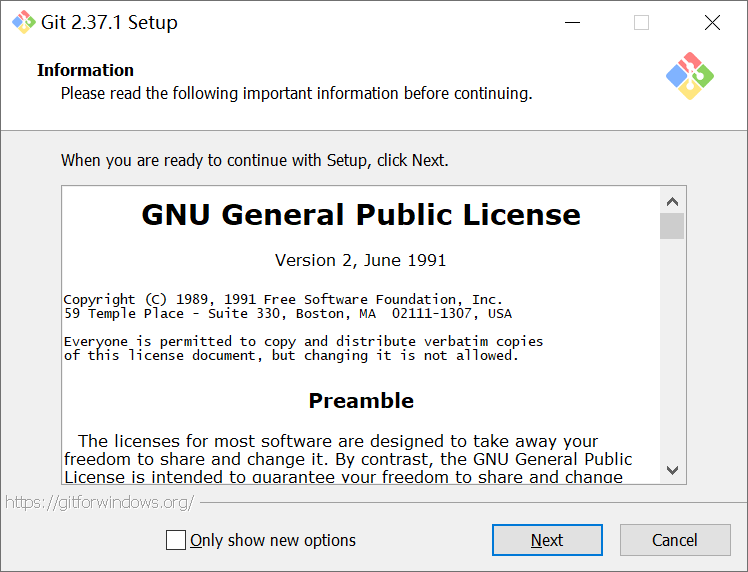 Git 2.37.1 Setup
Information
Please read the following important information before continuing.
When you are ready to continue with Setup, click Next.
GNU General Public License
Version 2, June 1991
Copyright (C) 1989, 1991 Free Software Foundation, Inc.
59 Temple Place - Suite 330, Boston, MA  02111-1307, USA
Everyone is permitted to copy and distribute verbatim copies
of this license document, but changing it is not allowed.
Preamble
The licenses for most software are designed to take away your
freedom to share and change it. By contrast, the GNU General Public
License is intended to guarantee your freedom to share and change
https://gitforwindows.org/
Only show new options
Next
Cancel